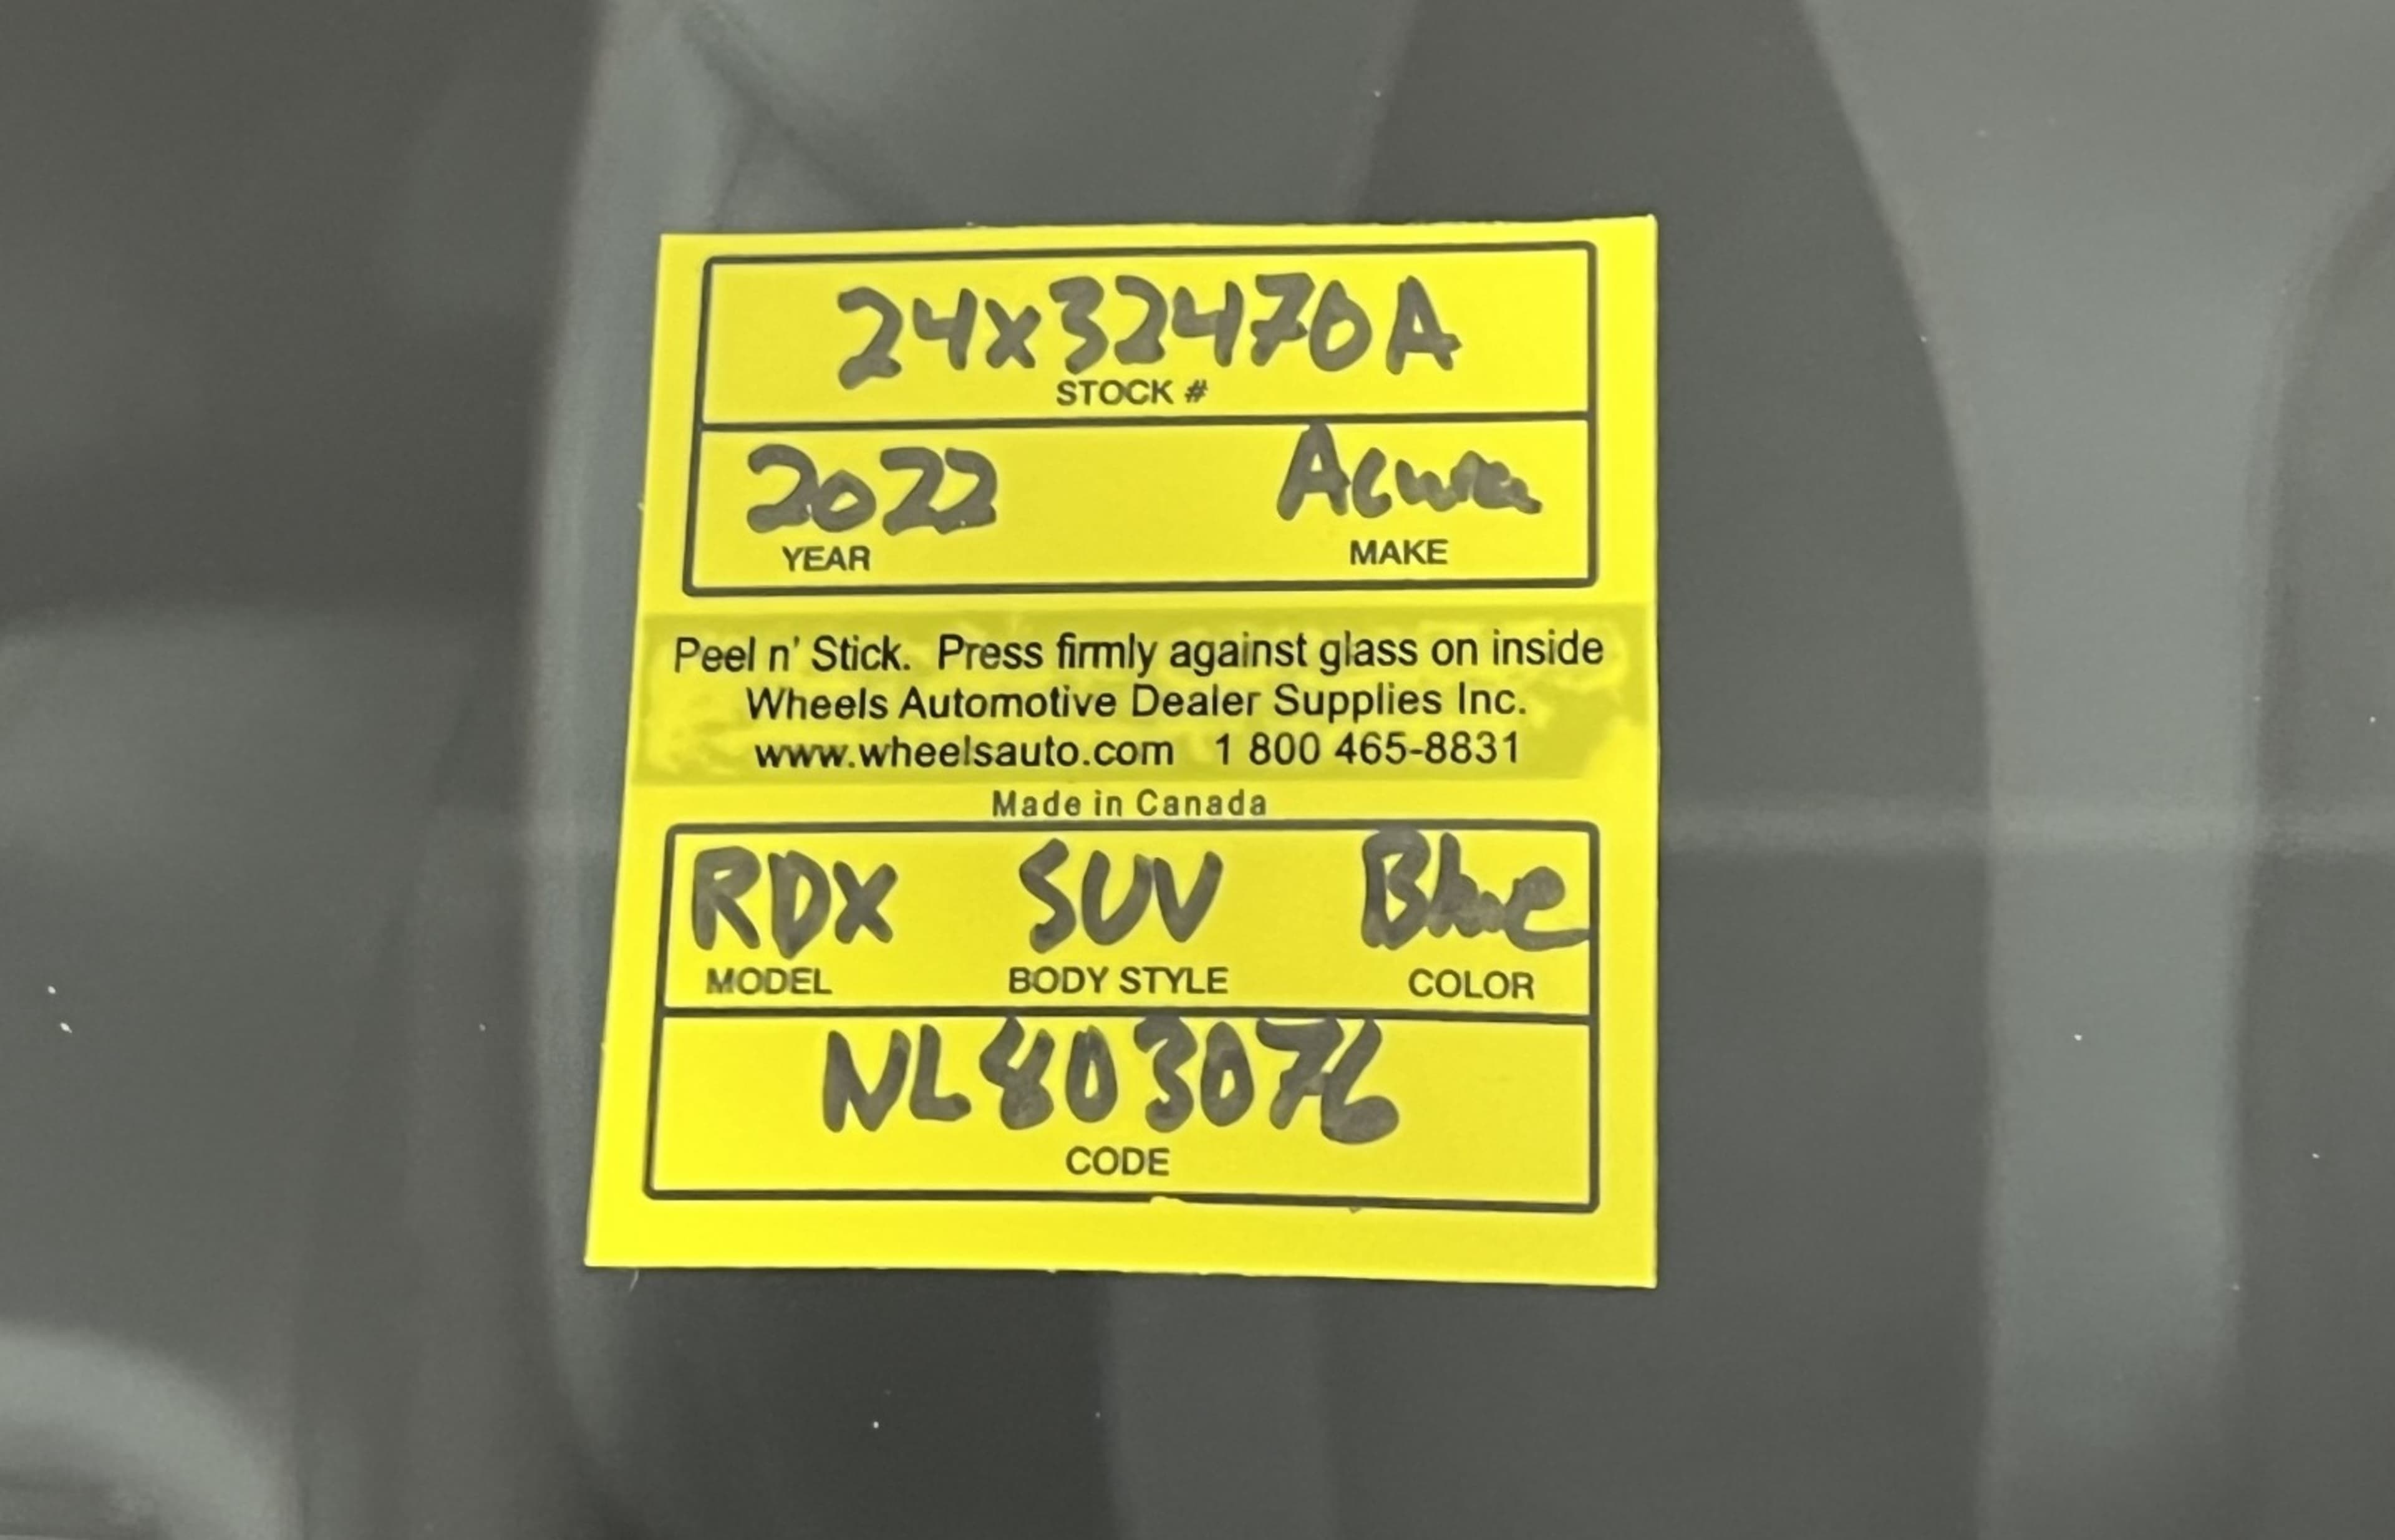 24x32470A
STOCK #
2022 Acura
YEAR MAKE
Peel n' Stick. Press firmly against glass on inside
Wheels Automotive Dealer Supplies Inc.
www.wheelsauto.com 1 800 465-8831
Made in Canada
RDX SUV Blue
MODEL BODY STYLE COLOR
NL803076
CODE